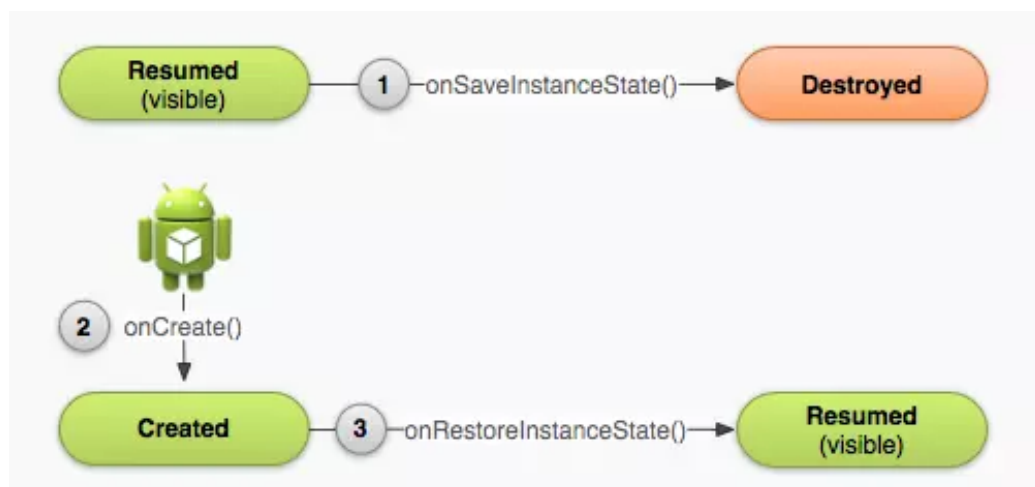 Resumed
(visible)
1
onSaveInstanceState()
Destroyed
2
onCreate()
Created
3
onRestoreInstanceState()
Resumed
(visible)